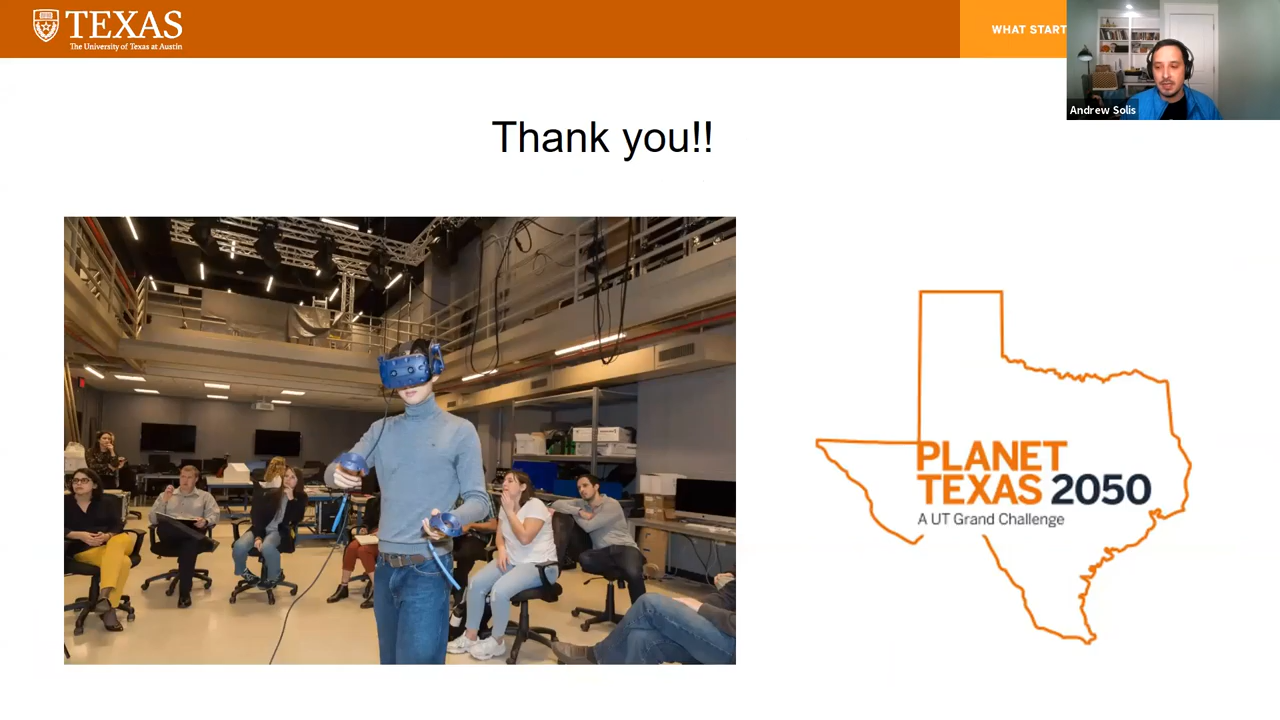 TEXAS
The University of Texas at Austin
WHAT START
Andrew Solis
Thank you!!
PLANET
TEXAS 2050
A UT Grand Challenge